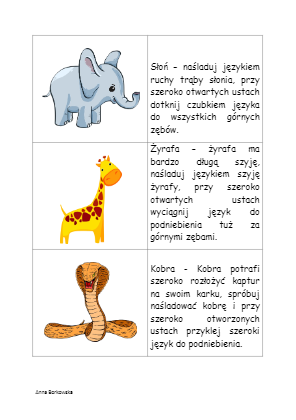 Słoń – naśladuj językiem
ruchy trąby słonia, przy
szeroko otwartych ustach
dotknij czubkiem języka
do wszystkich górnych
zębów.
Żyrafa – żyrafa ma
bardzo długą szyję,
naśladuj językiem szyję
żyrafy, przy szeroko
otwartych ustach
wyciągnij język do
podniebienia tuż za
górnymi zębami.
Kobra - Kobra potrafi
szeroko rozłożyć kaptur
na swoim karku, spróbuj
naśladować kobrę i przy
szeroko otworzonych
ustach przyklej szeroki
język do podniebienia.
Anna Borkowska